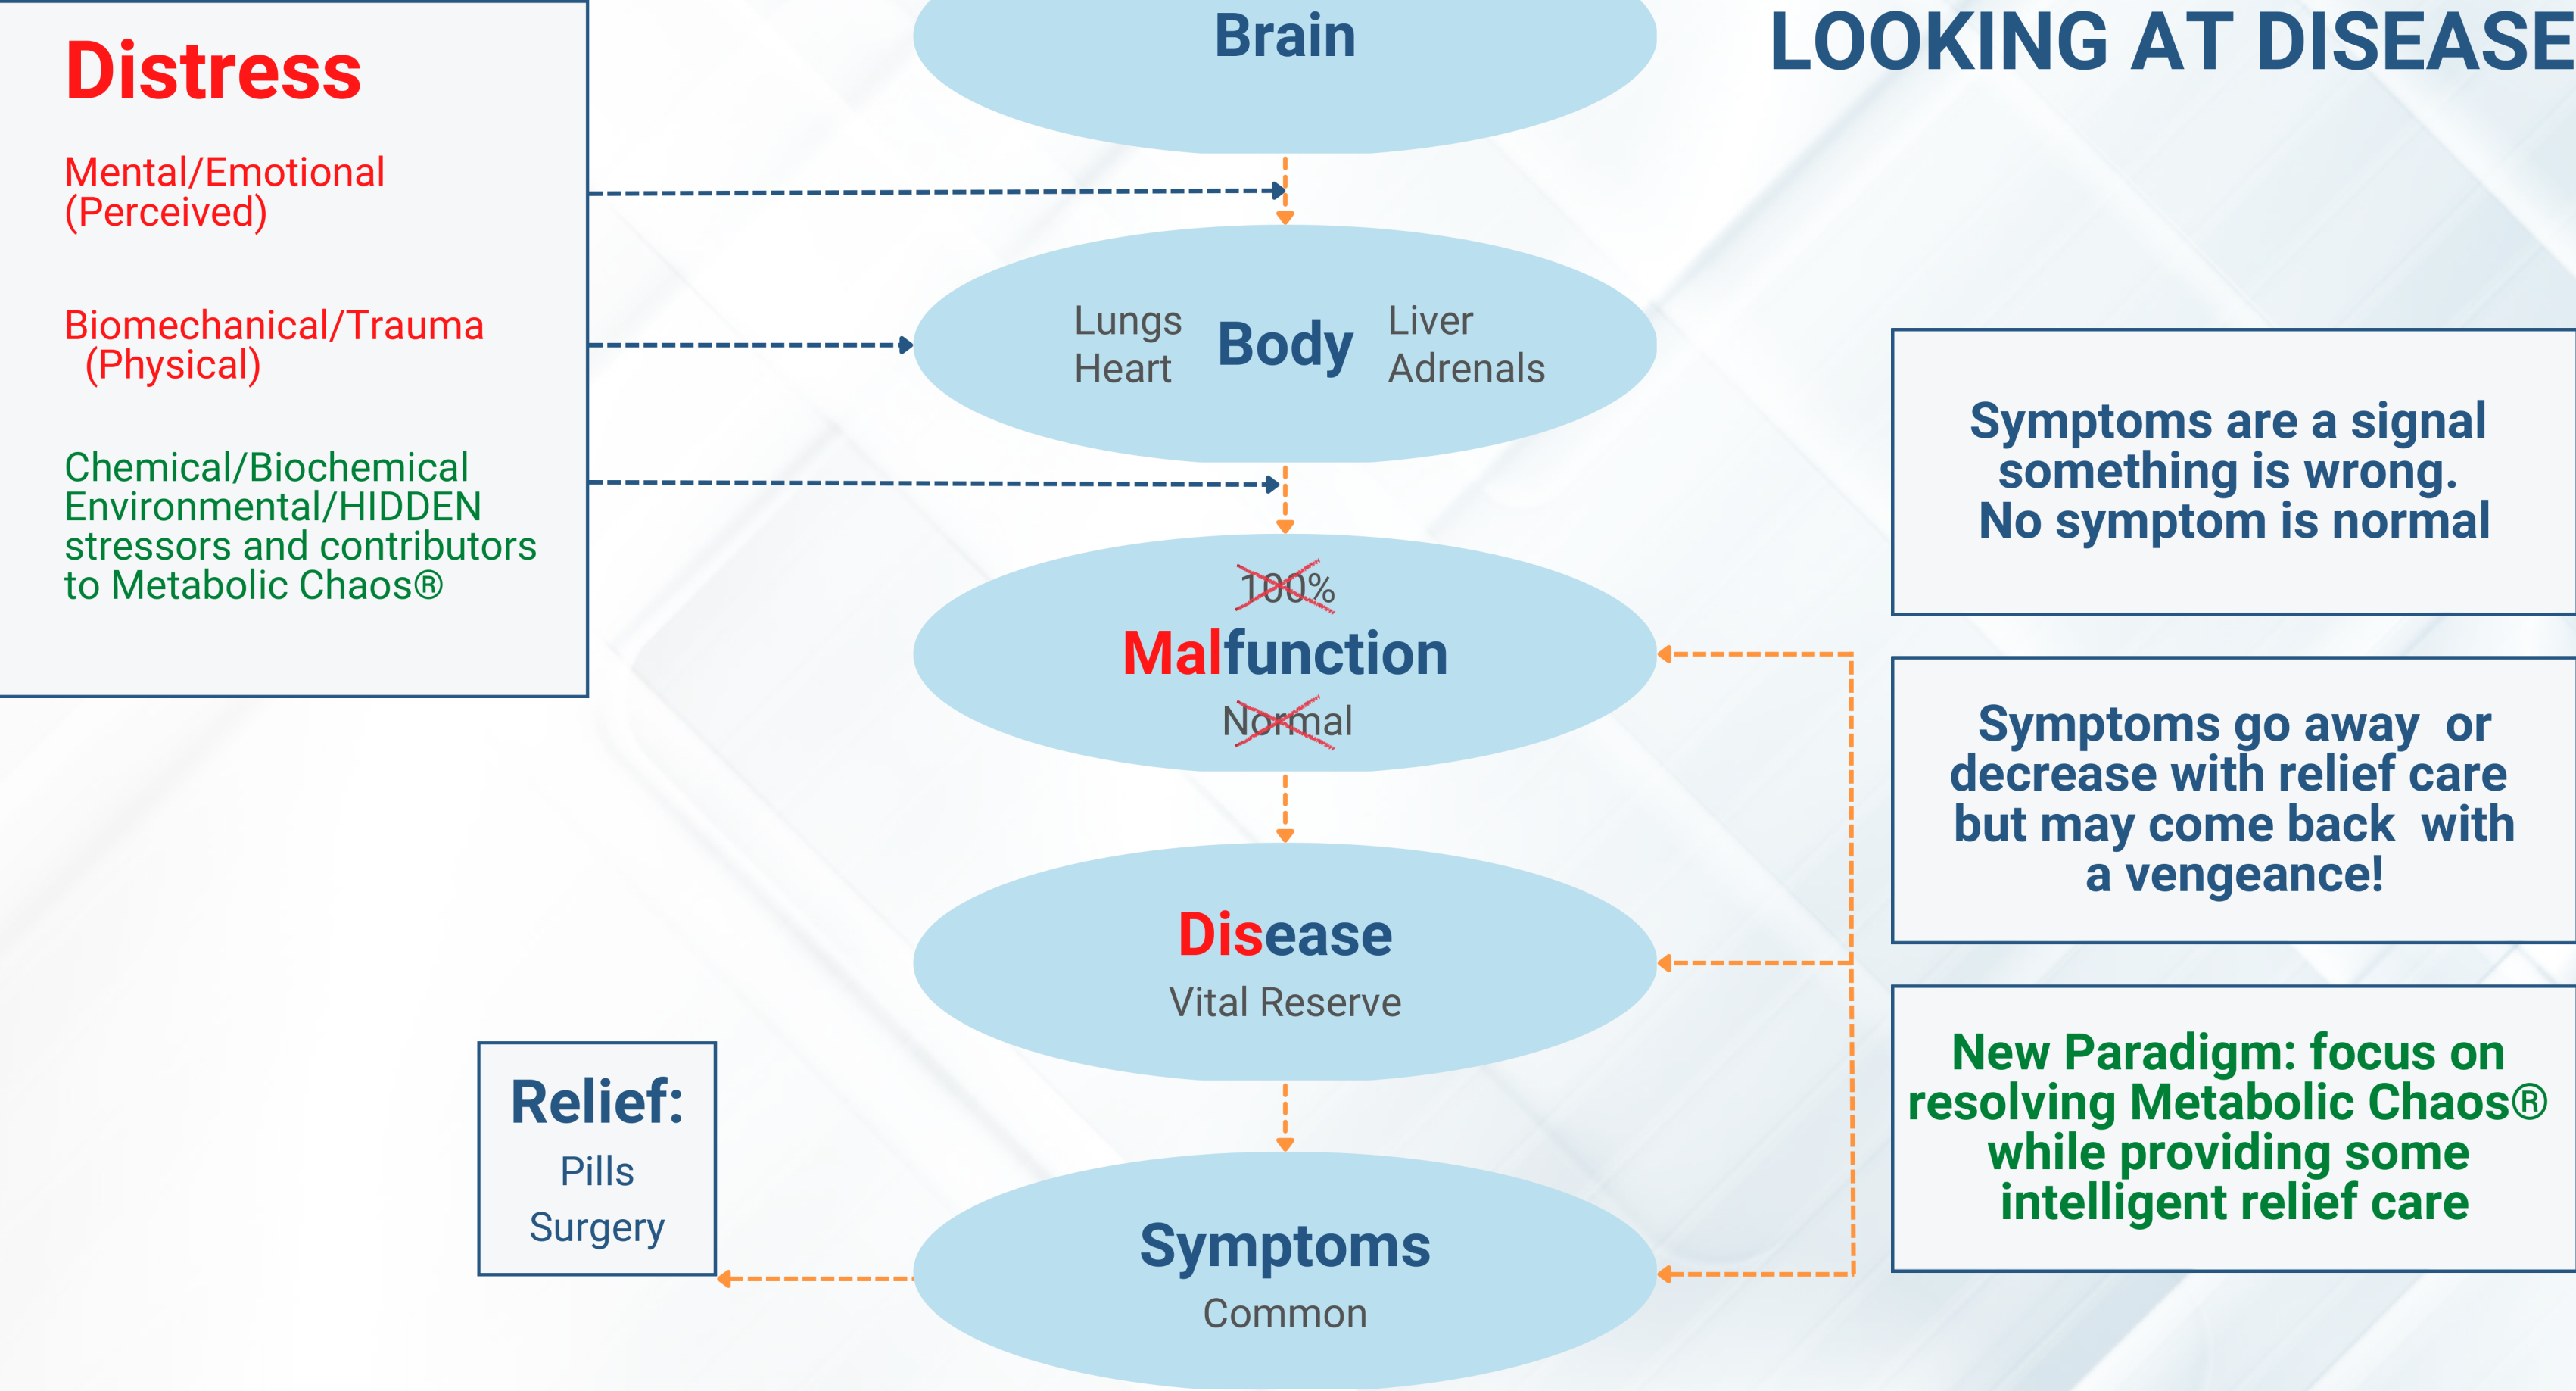 LOOKING AT DISEASE
Distress
Mental/Emotional
(Perceived)
Biomechanical/Trauma
(Physical)
Chemical/Biochemical
Environmental/HIDDEN
stressors and contributors
to Metabolic Chaos®
Brain
Lungs
Heart
Body
Liver
Adrenals
100%
Malfunction
Normal
Disease
Vital Reserve
Symptoms
Common
Relief:
Pills
Surgery
Symptoms are a signal
something is wrong.
No symptom is normal
Symptoms go away  or
decrease with relief care
but may come back  with
a vengeance!
New Paradigm: focus on
resolving Metabolic Chaos®
while providing some
intelligent relief care